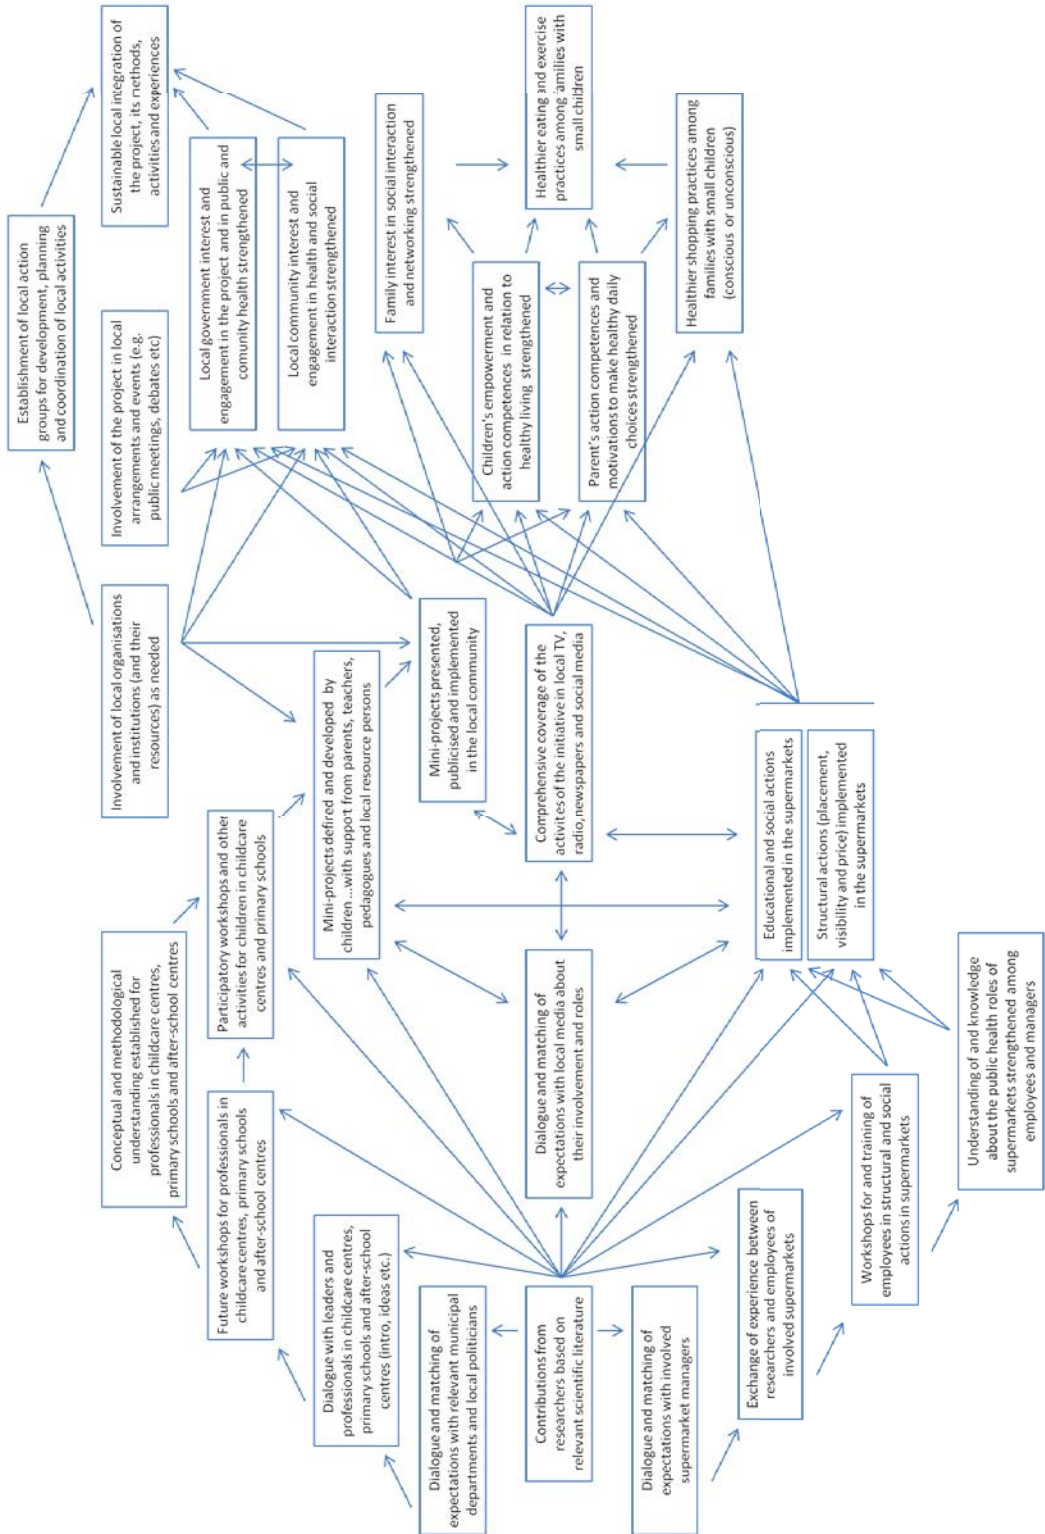 Establishment of local action
groups for development, planning
and coordination of local activities
Involvement of local organisations
and institutions (and their
resources) as needed
Involvement of the project in local
arrangements and events (e.g.
public meetings, debates etc)
Sustainable local integration of
the project, its methods,
activities and experiences
Conceptual and methodological
understanding established for
professionals in childcare centres,
primary schools and after-school centres
Future workshops for professionals in
childcare centres, primary schools
and after-school centres
Participatory workshops and other
activities for children in childcare
centres and primary schools
Local government interest and
engagement in the project and in public and
comunity health strengthened
Local community interest and
engagement in health and social
interaction strengthened
Dialogue with leaders and
professionals in childcare centres,
primary schools and after-school
centres (intro, ideas etc.)
Mini-projects defired and developed by
children...with support from parents, teachers,
pedagogues and local resource persons
Family interest in social interaction
and networking strengthened
Dialogue and matching of
expectations with relevant municipal
departments and local politicians
Mini-projects presented,
publicised and implemented
in the local community
Children's empowerment and
action competences in relation to
healthy living strengthened
Contributions from
researchers based on
relevant scientific literature
Dialogue and matching of
expectations with local media about
their involvement and roles
Comprehensive coverage of the
activites of the initiative in local TV,
radio,newspapers and social media
Healthier eating and exercise
practices among families with
small children
Parent's action competences and
motivations to make healthy daily
choices strengthened
Dialogue and matching of
expectations with involved
supermarket managers
Healthier shopping practices among
families with small children
(conscious or unconscious)
Exchange of experience between
researchers and employees of
involved supermarkets
Educational and social actions
implemented in the supermarkets
Structural actions (placement,
visibility and price) implemented
in the supermarkets
Workshops for and training of
employees in structural and social
actions in supermarkets
Understanding of and knowledge
about the public health roles of
supermarkets strengthened among
employees and managers